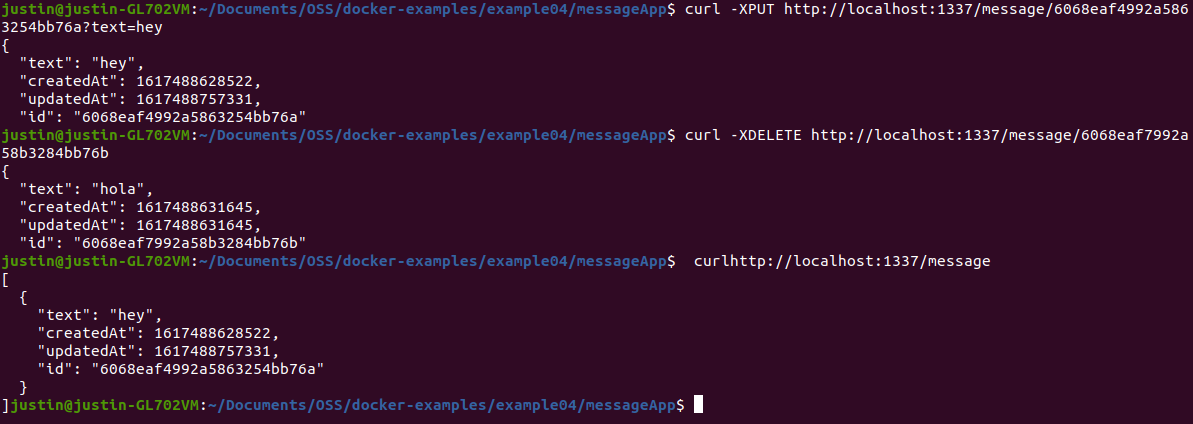 justin@justin-GL702VM:~/Documents/OSS/docker-examples/example04/messageApp$ curl -XPUT http://localhost:1337/message/6068eaf4992a586
3254bb76a?text=hey
{
  "text": "hey",
  "createdAt": 1617488628522,
  "updatedAt": 1617488757331,
  "id": "6068eaf4992a5863254bb76a"
justin@justin-GL702VM:~/Documents/OSS/docker-examples/example04/messageApp$ curl -XDELETE http://localhost:1337/message/6068eaf7992a
58b3284bb76b
{
  "text": "hola",
  "createdAt": 1617488631645,
  "updatedAt": 1617488631645,
  "id": "6068eaf7992a58b3284bb76b"
justin@justin-GL702VM:~/Documents/OSS/docker-examples/example04/messageApp$  curlhttp://localhost:1337/message
[
  {
    "text": "hey",
    "createdAt": 1617488628522,
    "updatedAt": 1617488757331,
    "id": "6068eaf4992a5863254bb76a"
  }
]justin@justin-GL702VM:~/Documents/OSS/docker-examples/example04/messageApp$